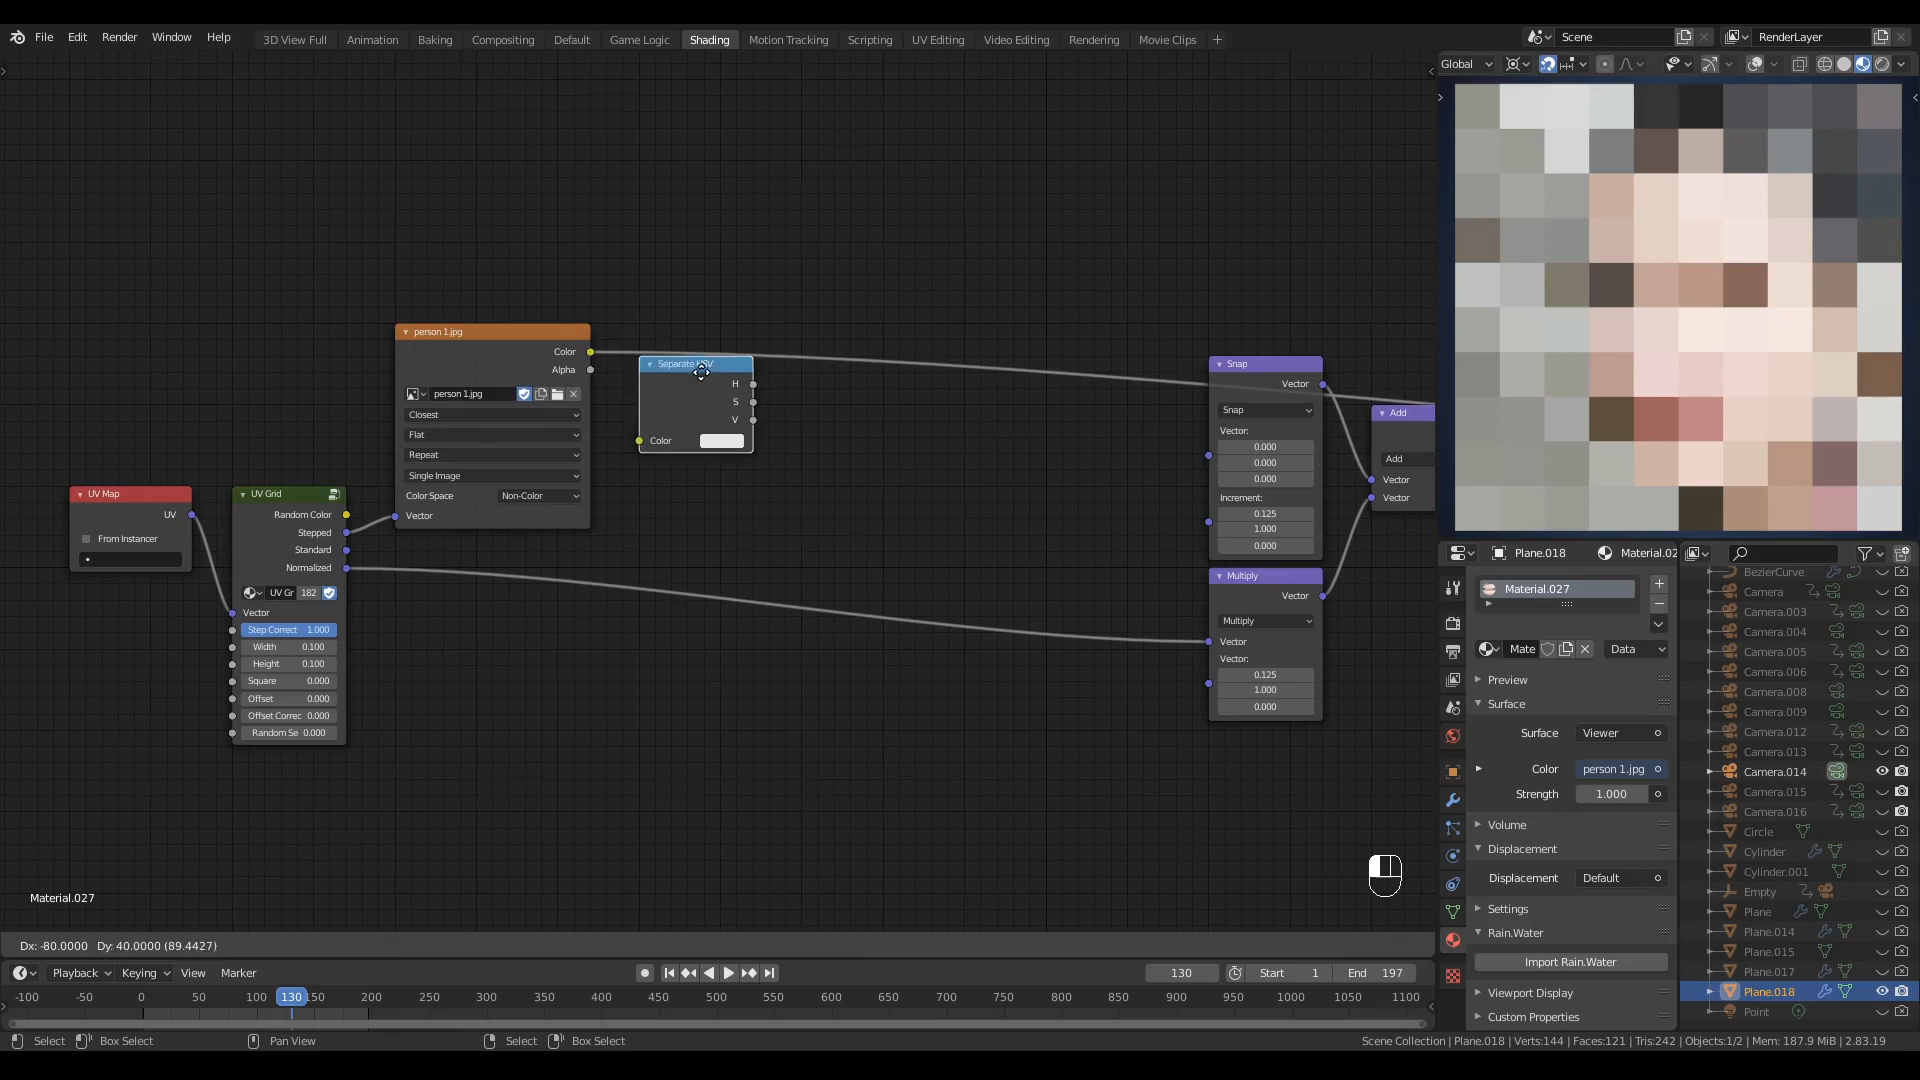 File Edit Render Window Help
3D View Full Animation Baking Compositing Default Game Logic Shading Motion Tracking Scripting UV Editing Video Editing Rendering Movie Clips +
Scene
RenderLayer
Global
person 1.jpg
Color
Alpha
person 1.jpg
Closest
Flat
Repeat
Single Image
Color Space Non-Color
Vector
Separate HSV
H
S
V
Color
Snap
Vector
Snap
Vector:
0.000
0.000
0.000
Increment:
0.125
1.000
0.000
Add
Add
Vector
Vector
UV Map
UV
From Instancer
UV Grid
Random Color
Stepped
Standard
Normalized
UV Gr 182
Vector
Step Correct 1.000
Width 0.100
Height 0.100
Square 0.000
Offset 0.000
Offset Correc 0.000
Random Se 0.000
Multiply
Vector
Multiply
Vector
Vector:
0.125
1.000
0.000
Material.027
Dx: -80.0000 Dy: 40.0000 (89.4427)
Plane.018 Material.02
Material.027
Mate Data
Preview
Surface
Surface Viewer
Color person 1.jpg
Strength 1.000
Volume
Displacement
Displacement Default
Settings
Rain.Water
Import Rain.Water
Viewport Display
Custom Properties
BezierCurve
Camera
Camera.003
Camera.004
Camera.005
Camera.006
Camera.008
Camera.009
Camera.012
Camera.013
Camera.014
Camera.015
Camera.016
Circle
Cylinder
Cylinder.001
Empty
Plane
Plane.014
Plane.015
Plane.017
Plane.018
Point
Playback Keying View Marker
130 Start 1 End 197
-100 -50 0 50 100 130 150 200 250 300 350 400 450 500 550 600 650 700 750 800 850 900 950 1000 1050 1100
Select Box Select Pan View Select Box Select
Scene Collection | Plane.018 | Verts:144 | Faces:121 | Tris:242 | Objects:1/2 | Mem: 187.9 MiB | 2.83.19